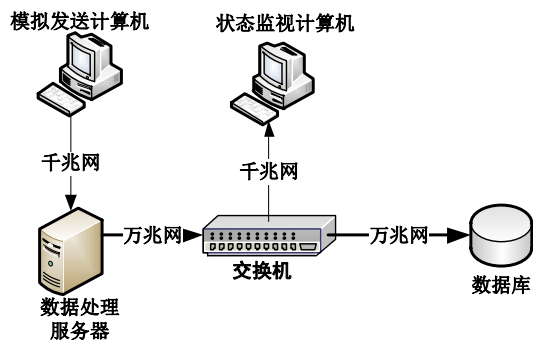 模拟发送计算机
状态监视计算机
千兆网
千兆网
万兆网
万兆网
交换机
数据库
数据处理
服务器